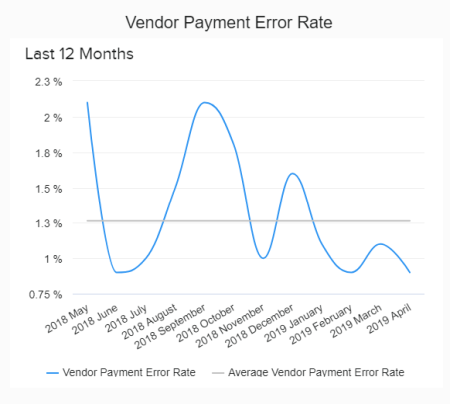 Vendor Payment Error Rate
Last 12 Months
2.3 %
2 %
1.8 %
1.5 %
1.3 %
1 %
0.75 %
2018 May
2018 June
2018 July
2018 August
2018 September
2018 October
2018 November
2018 December
2019 January
2019 February
2019 March
2019 April
Vendor Payment Error Rate Average Vendor Payment Error Rate